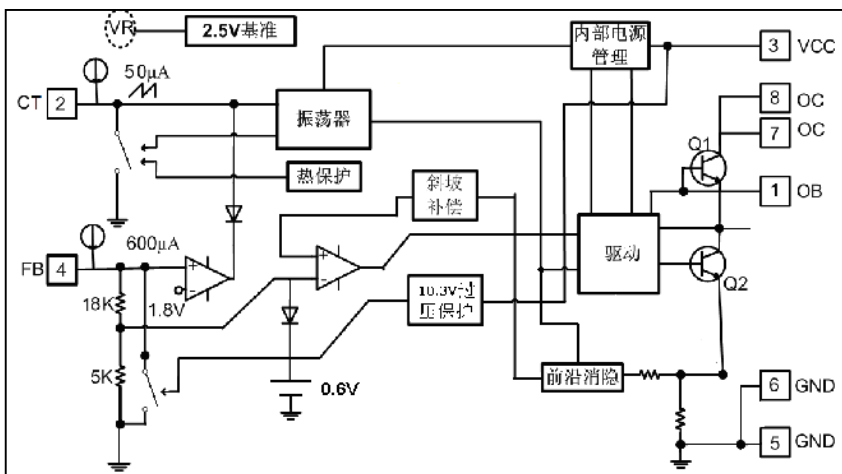 VR
2.5V基准
内部电源
管理
3
VCC
50μA
CT
2
振荡器
8
OC
7
OC
Q1
热保护
斜坡
补偿
1
OB
600μA
FB
4
+
-
1.8V
+
驱动
Q2
18K
10.3V过
压保护
5K
0.6V
前沿消隐
6
GND
5
GND